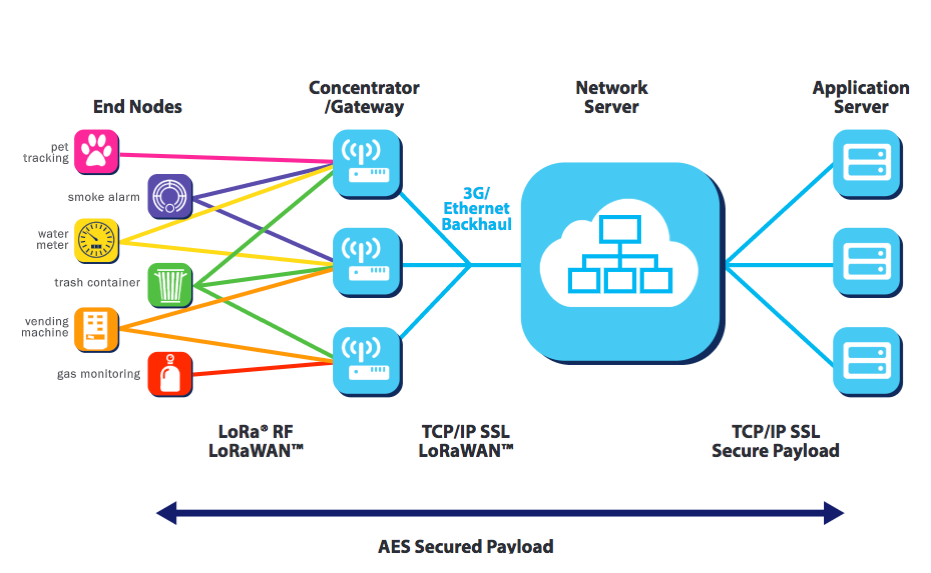 End Nodes
Concentrator
/Gateway
Network
Server
Application
Server
pet
tracking
smoke alarm
water
meter
trash container
vending
machine
gas monitoring
3G/
Ethernet
Backhaul
LoRa® RF
LoRaWAN™
TCP/IP SSL
LoRaWAN™
TCP/IP SSL
Secure Payload
AES Secured Payload